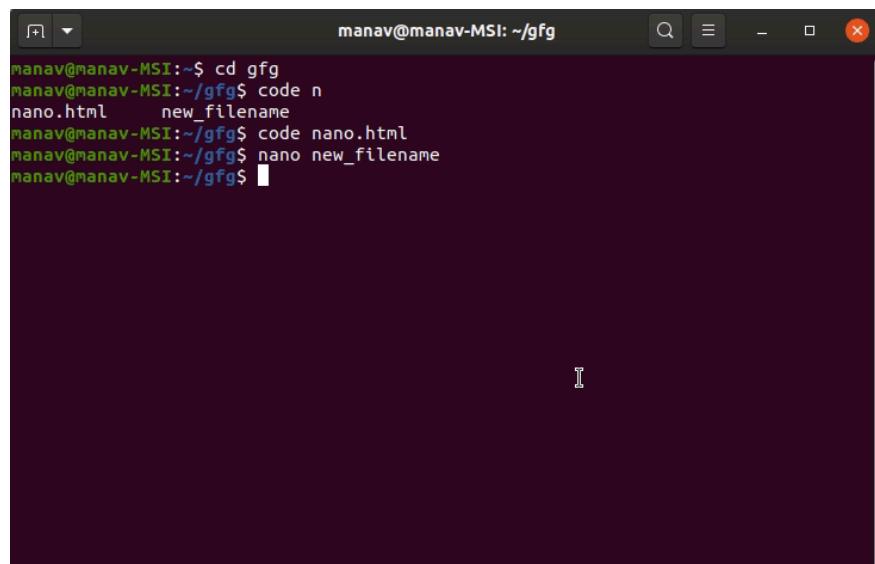 manav@manav-MSI: ~/gfg
manav@manav-MSI:~$ cd gfg
manav@manav-MSI:~/gfg$ code n
nano.html     new_filename
manav@manav-MSI:~/gfg$ code nano.html
manav@manav-MSI:~/gfg$ nano new_filename
manav@manav-MSI:~/gfg$